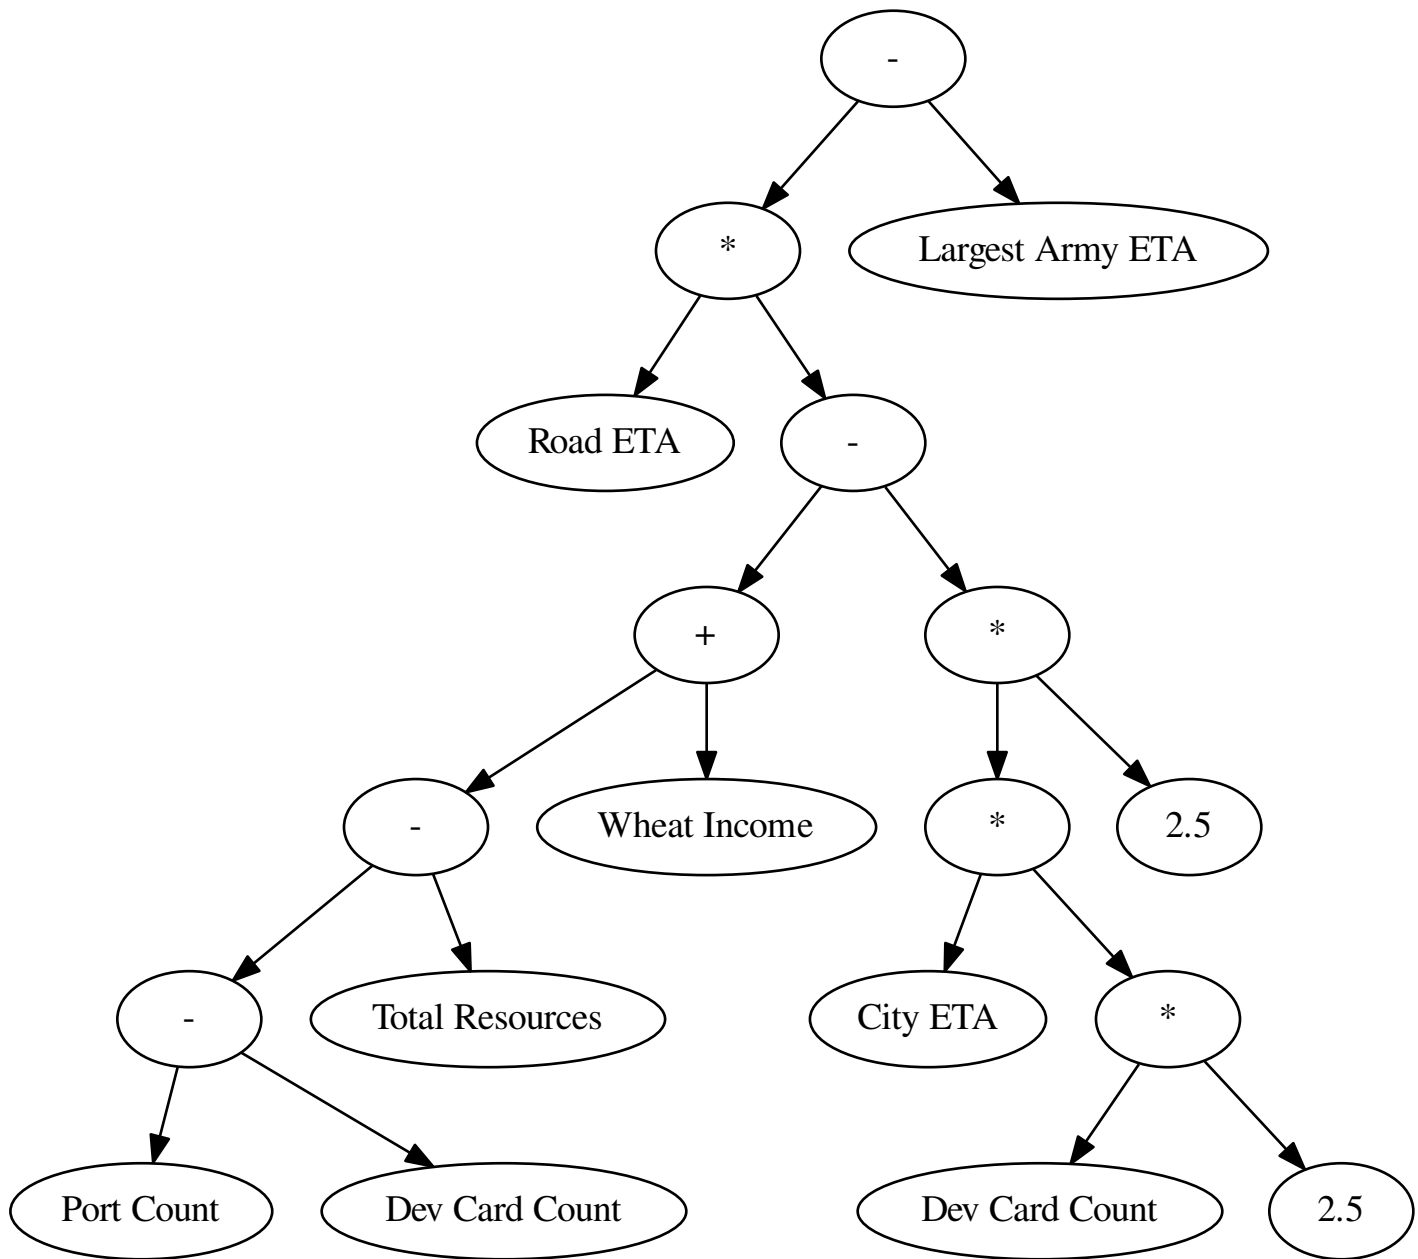 -
*
Largest Army ETA
Road ETA
-
+
*
-
Wheat Income
*
2.5
-
Total Resources
City ETA
*
Port Count
Dev Card Count
Dev Card Count
2.5